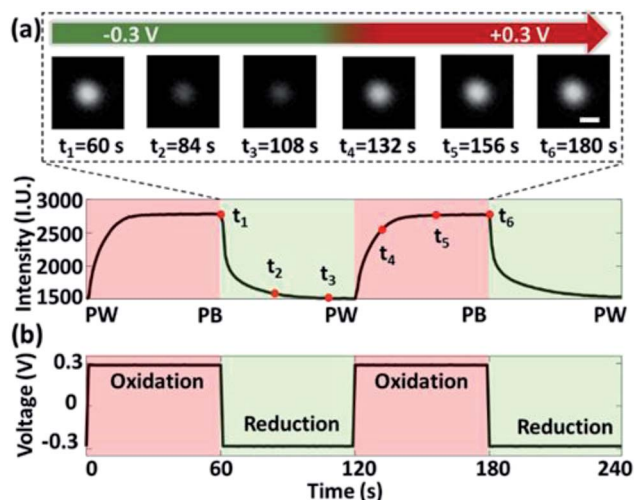 (a)
-0.3 V +0.3 V
t₁=60 s t₂=84 s t₃=108 s t₄=132 s t₅=156 s t₆=180 s
Intensity (I.U.)
3000
2500
2000
1500
t₁
t₂
t₃
t₄
t₅
t₆
PW PB PW PB PW
(b)
Voltage (V)
0.3
0
-0.3
Oxidation
Reduction
Oxidation
Reduction
0 60 120 180 240
Time (s)